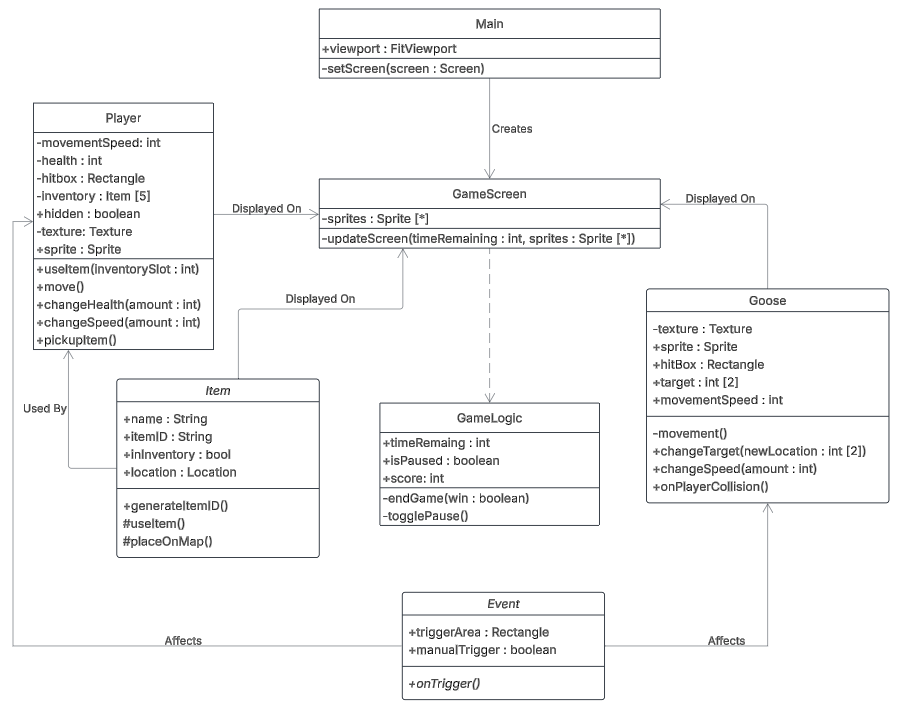 Main
+viewport : FitViewport
-setScreen(screen : Screen)
Creates
Player
-movementSpeed: int
-health : int
-hitbox : Rectangle
-inventory : Item [5]
+hidden : boolean
-texture: Texture
+sprite : Sprite
+useItem(inventorySlot : int)
+move()
+changeHealth(amount : int)
+changeSpeed(amount : int)
+pickupItem()
Displayed On
GameScreen
-sprites : Sprite [*]
-updateScreen(timeRemaining : int, sprites : Sprite [*])
Displayed On
Displayed On
Goose
-texture : Texture
+sprite : Sprite
+hitBox : Rectangle
+target : int [2]
+movementSpeed : int
-movement()
+changeTarget(newLocation : int [2])
+changeSpeed(amount : int)
+onPlayerCollision()
Used By
Item
+name : String
+itemID : String
+inInventory : bool
+location : Location
+generateItemID()
#useItem()
#placeOnMap()
GameLogic
+timeRemaing : int
+isPaused : boolean
+score: int
-endGame(win : boolean)
-togglePause()
Event
+triggerArea : Rectangle
+manualTrigger : boolean
+onTrigger()
Affects
Affects